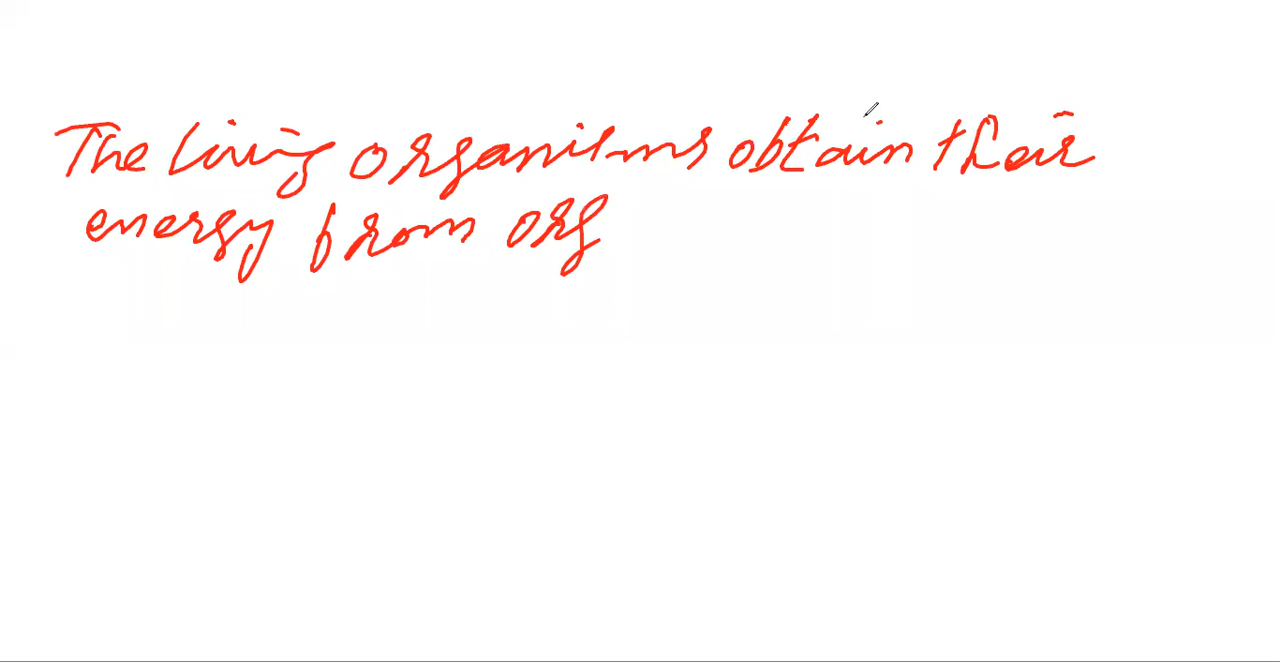 The living organisms obtain their
energy from org